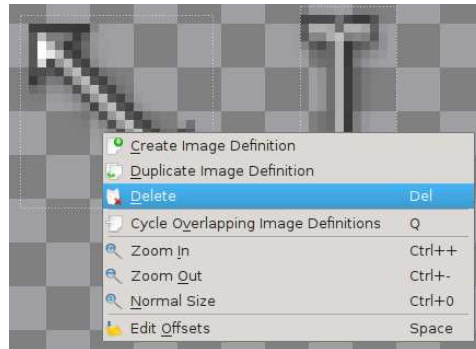 Create Image Definition
Duplicate Image Definition
Delete Del
Cycle Overlapping Image Definitions Q
Zoom In Ctrl++
Zoom Out Ctrl+-
Normal Size Ctrl+0
Edit Offsets Space